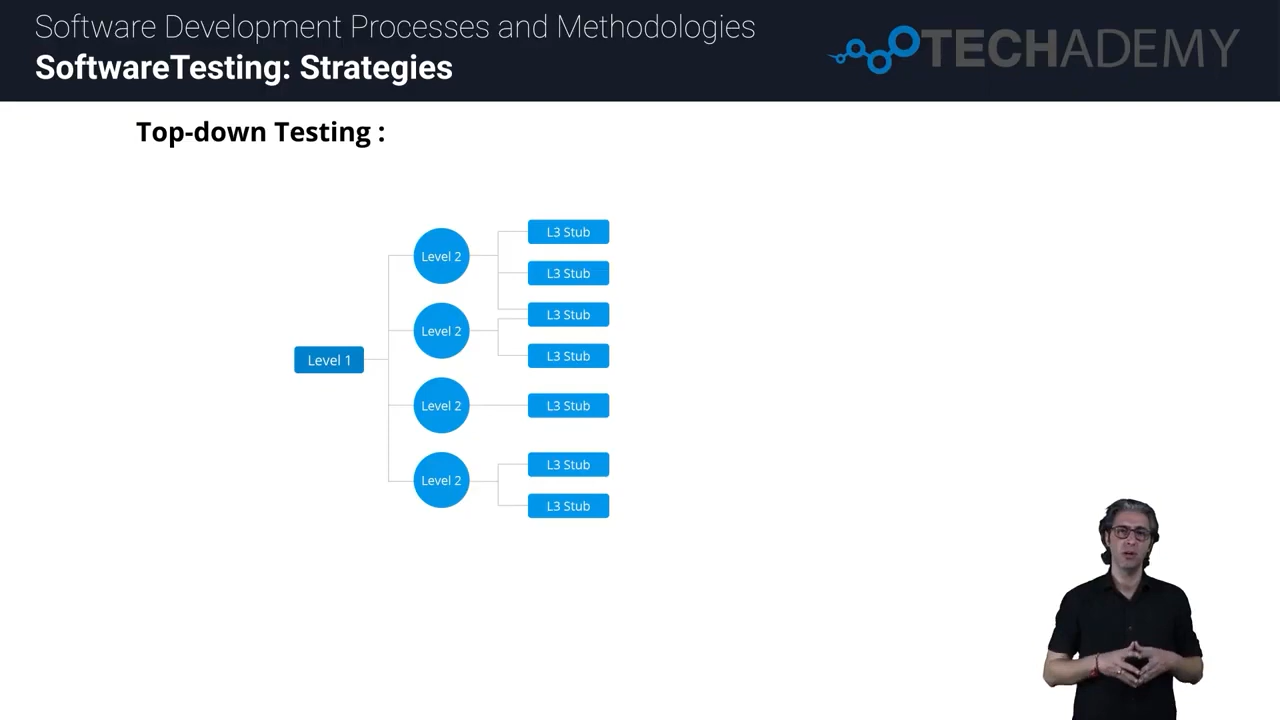 Software Development Processes and Methodologies
SoftwareTesting: Strategies
TECHADEMY
Top-down Testing :
Level 1
Level 2
Level 2
Level 2
Level 2
L3 Stub
L3 Stub
L3 Stub
L3 Stub
L3 Stub
L3 Stub
L3 Stub